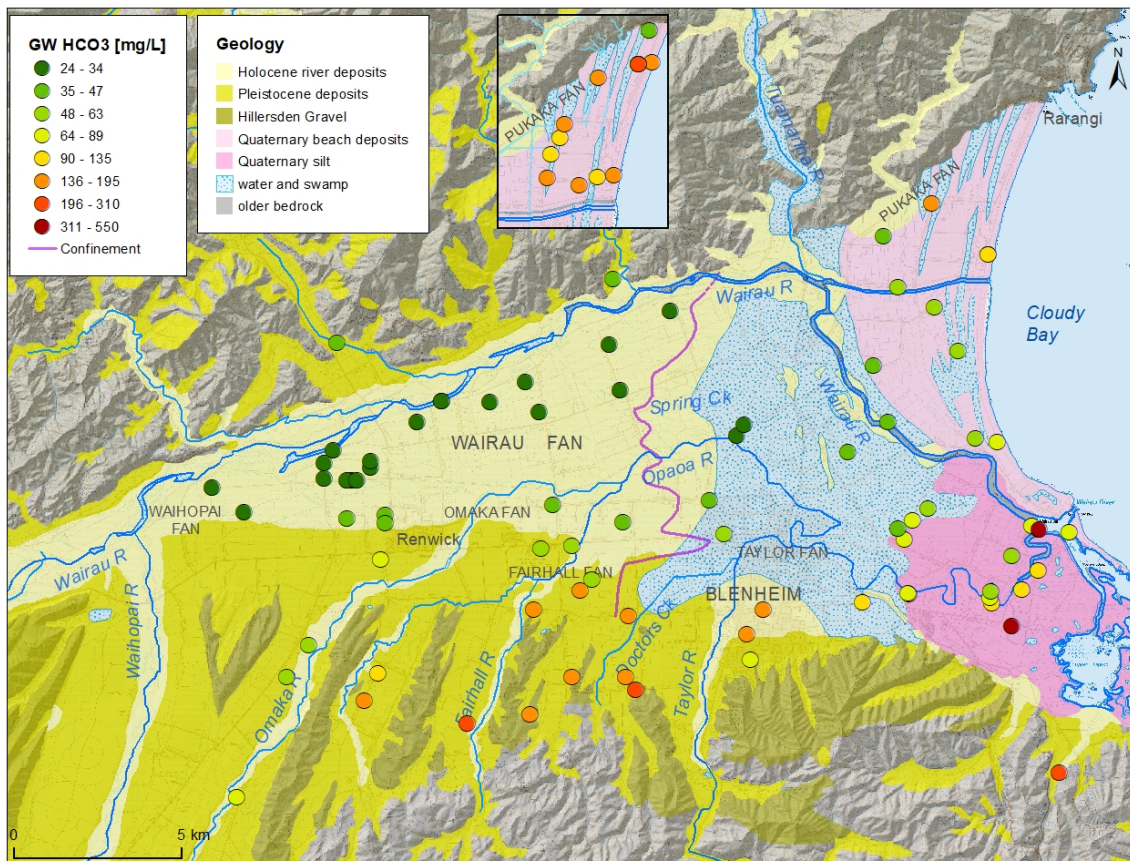 GW HCO3 [mg/L]
24 - 34
35 - 47
48 - 63
64 - 89
90 - 135
136 - 195
196 - 310
311 - 550
Confinement
Geology
Holocene river deposits
Pleistocene deposits
Hillersden Gravel
Quaternary beach deposits
Quaternary silt
water and swamp
older bedrock
PUKAKA FAN
Tuamarina R
N
Rarangi
PUKAKA FAN
Wairau R
Cloudy
Bay
Spring Ck
Wairau R
WAIRAU FAN
Opaoa R
WAIHOPAI
FAN
OMAKA FAN
Renwick
TAYLOR FAN
Wairau R
FAIRHALL FAN
BLENHEIM
Waihopai R
Omaka R
Fairhall R
Doctors Ck
Taylor R
0
5 km